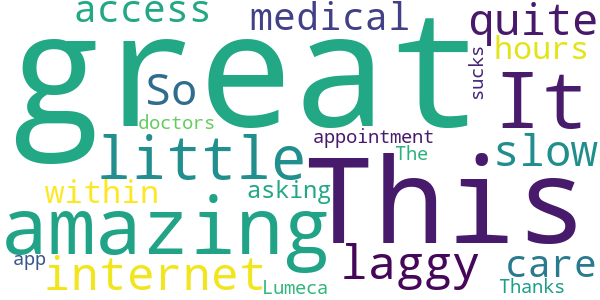 access medical quite
great
hours
sucks
So It
doctors
appointment
little The slow
This
within asking
amazing
laggy care
app internet
Lumeca Thanks